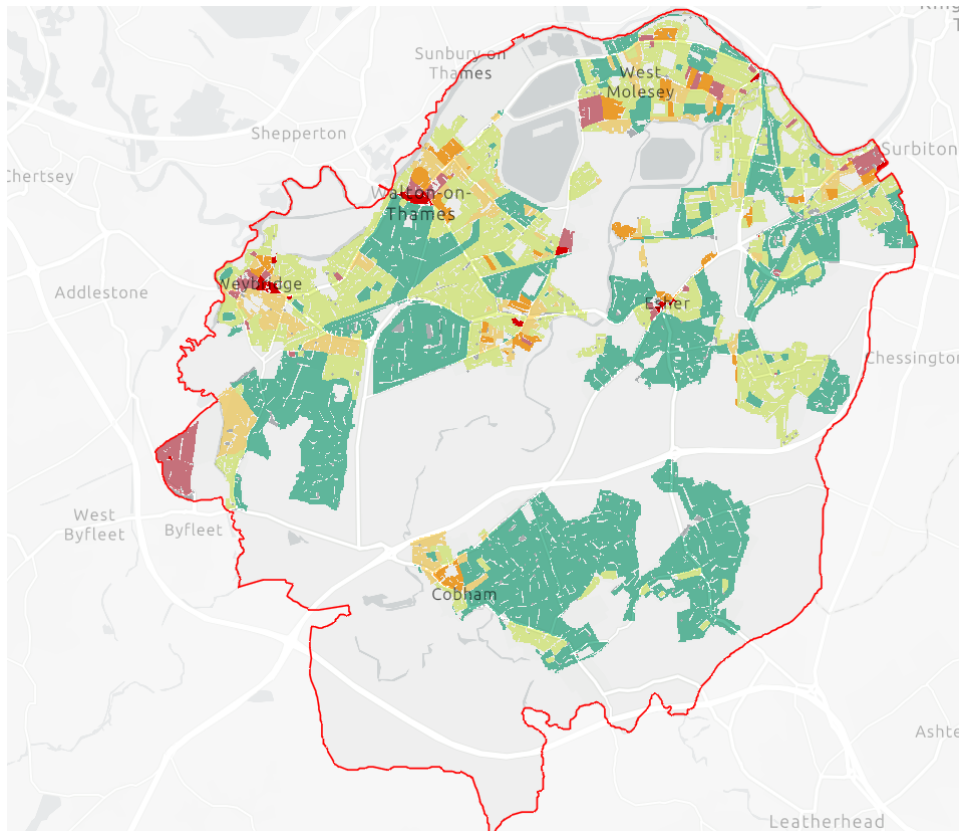 Sunbury on
Thames
West
Molesey
Shepperton
Surbiton
Chertsey
Walton-on-
Thames
Addlestone
Weybridge
Esher
Chessington
West
Byfleet
Byfleet
Cobham
Ashte
Leatherhead